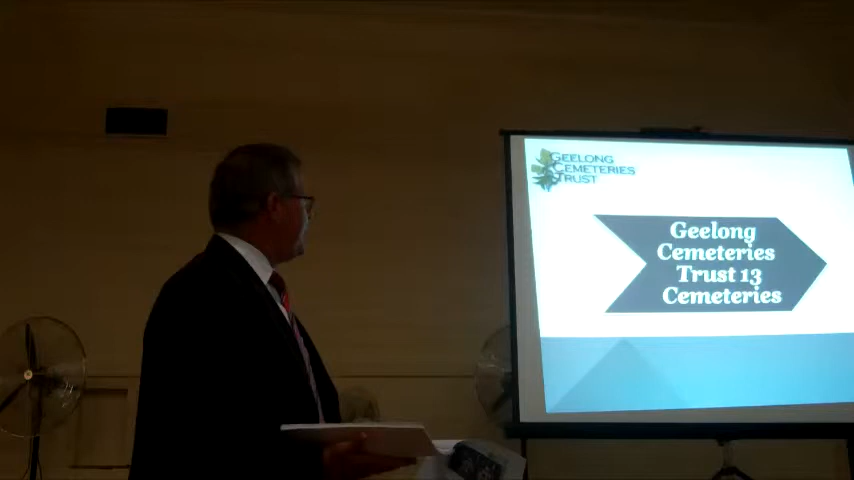 GEELONG
CEMETERIES
TRUST
Geelong
Cemeteries
Trust 13
Cemeteries